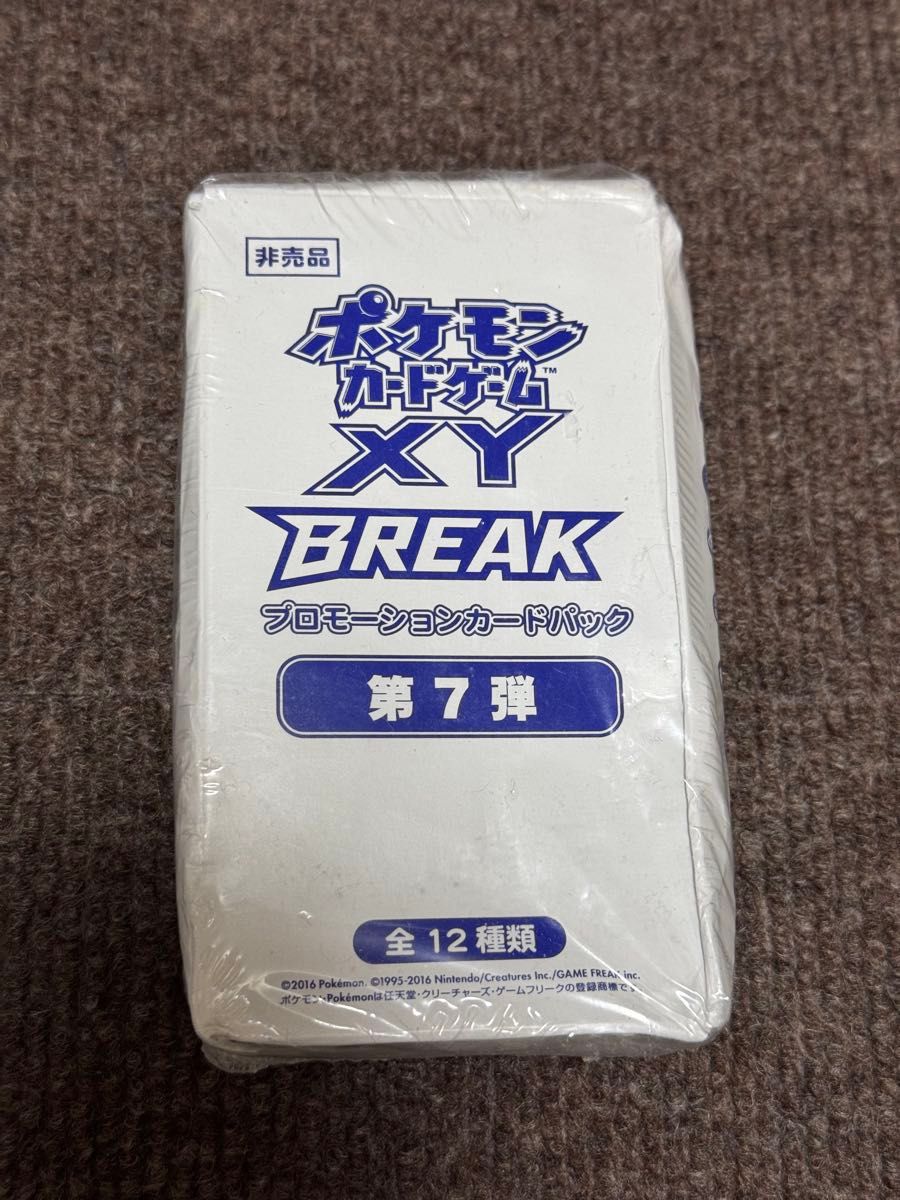 非売品
ポケモン
カードゲーム™
XY
BREAK
プロモーションカードパック
第7弾
全12種類
©2016 Pokémon. ©1995-2016 Nintendo/Creatures Inc./GAME FREAK inc.
ポケモン・Pokémonは任天堂・クリーチャーズ・ゲームフリークの登録商標です